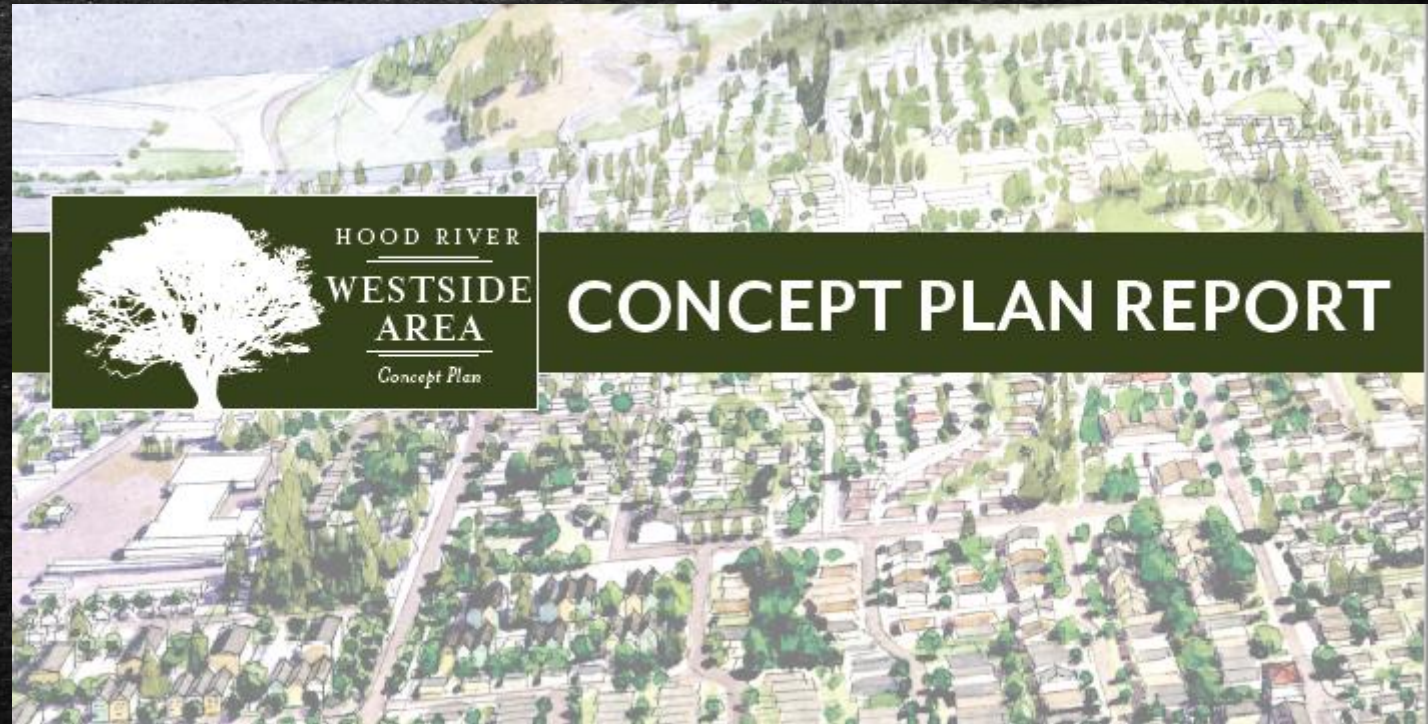 HOOD RIVER
WESTSIDE
AREA
Concept Plan
CONCEPT PLAN REPORT